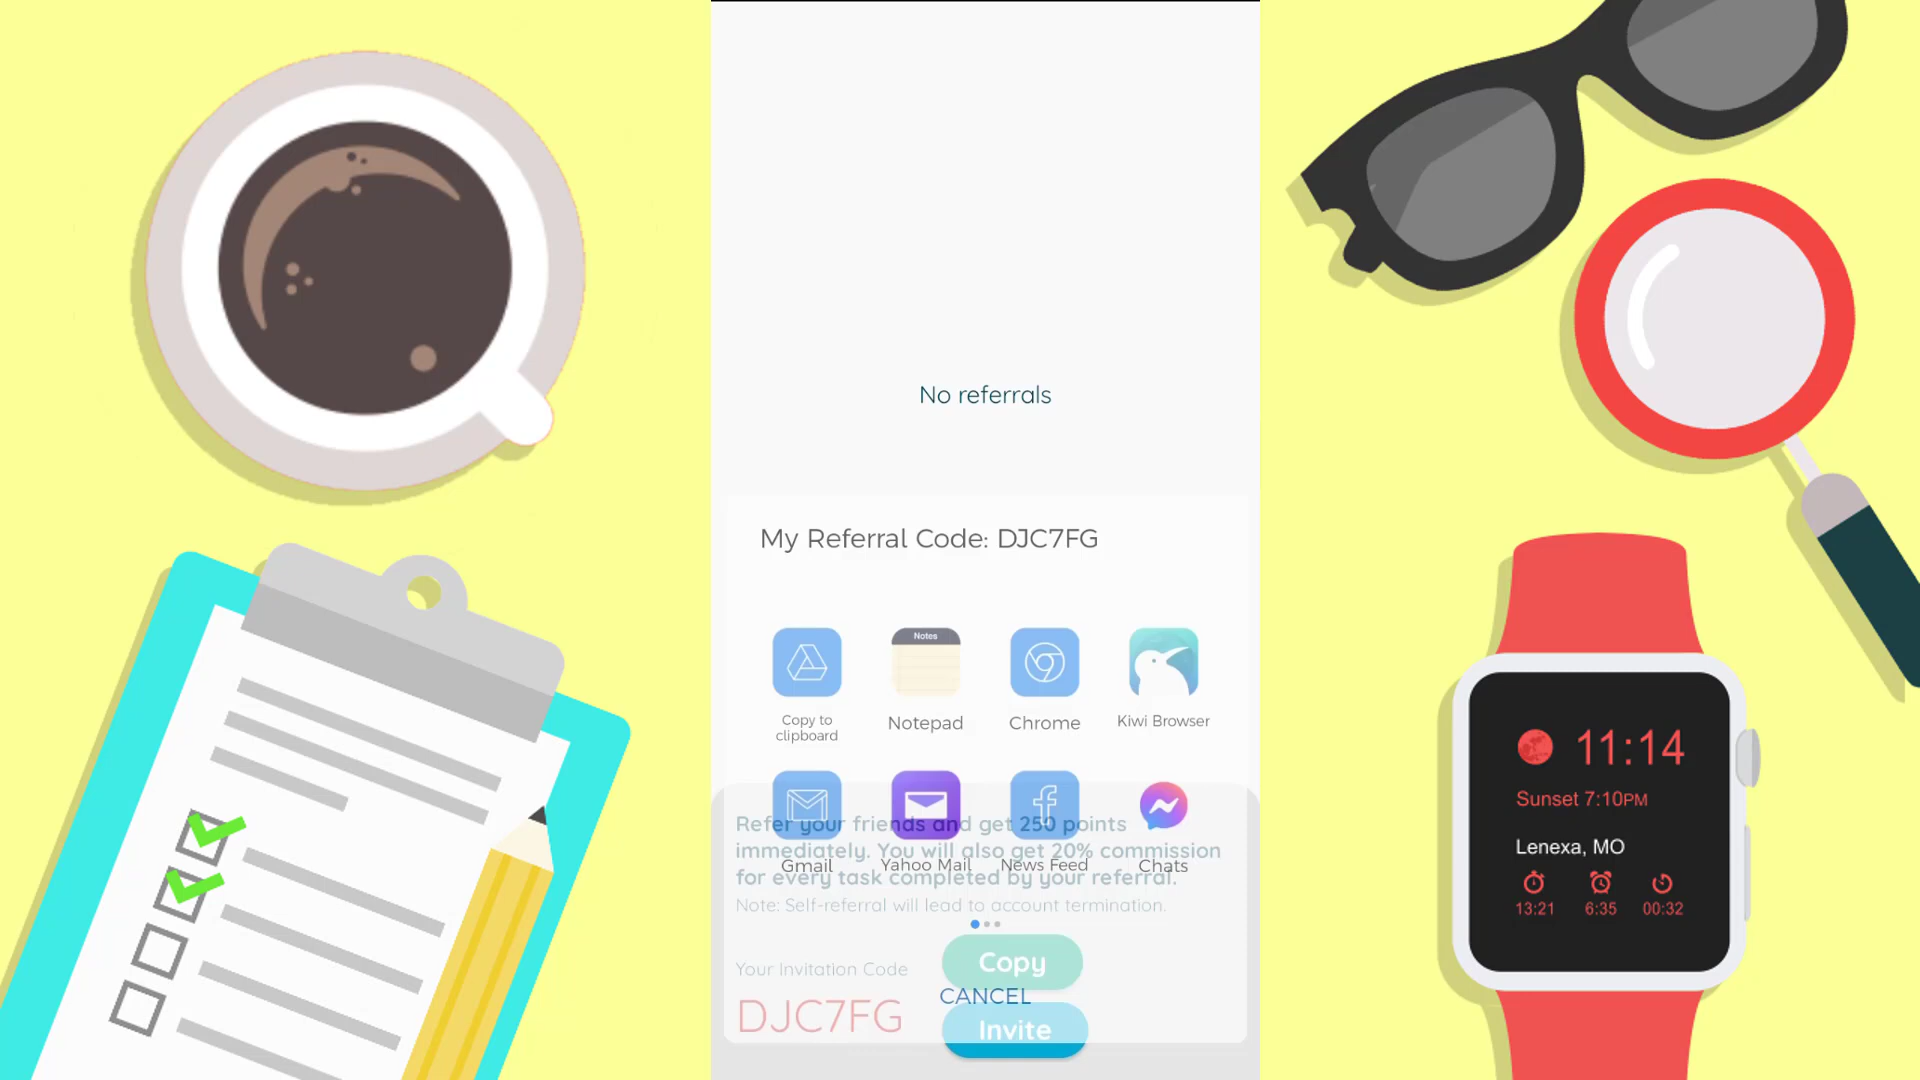 No referrals
My Referral Code: DJC7FG
Notes
Copy to
clipboard
Notepad
Chrome
Kiwi Browser
Gmail
Yahoo Mail
News Feed
Chats
Refer your friends and get 250 points
immediately. You will also get 20% commission
for every task completed by your referral.
Note: Self-referral will lead to account termination.
Your Invitation Code
DJC7FG
Copy
CANCEL
Invite
11:14
Sunset 7:10PM
Lenexa, MO
13:21
6:35
00:32